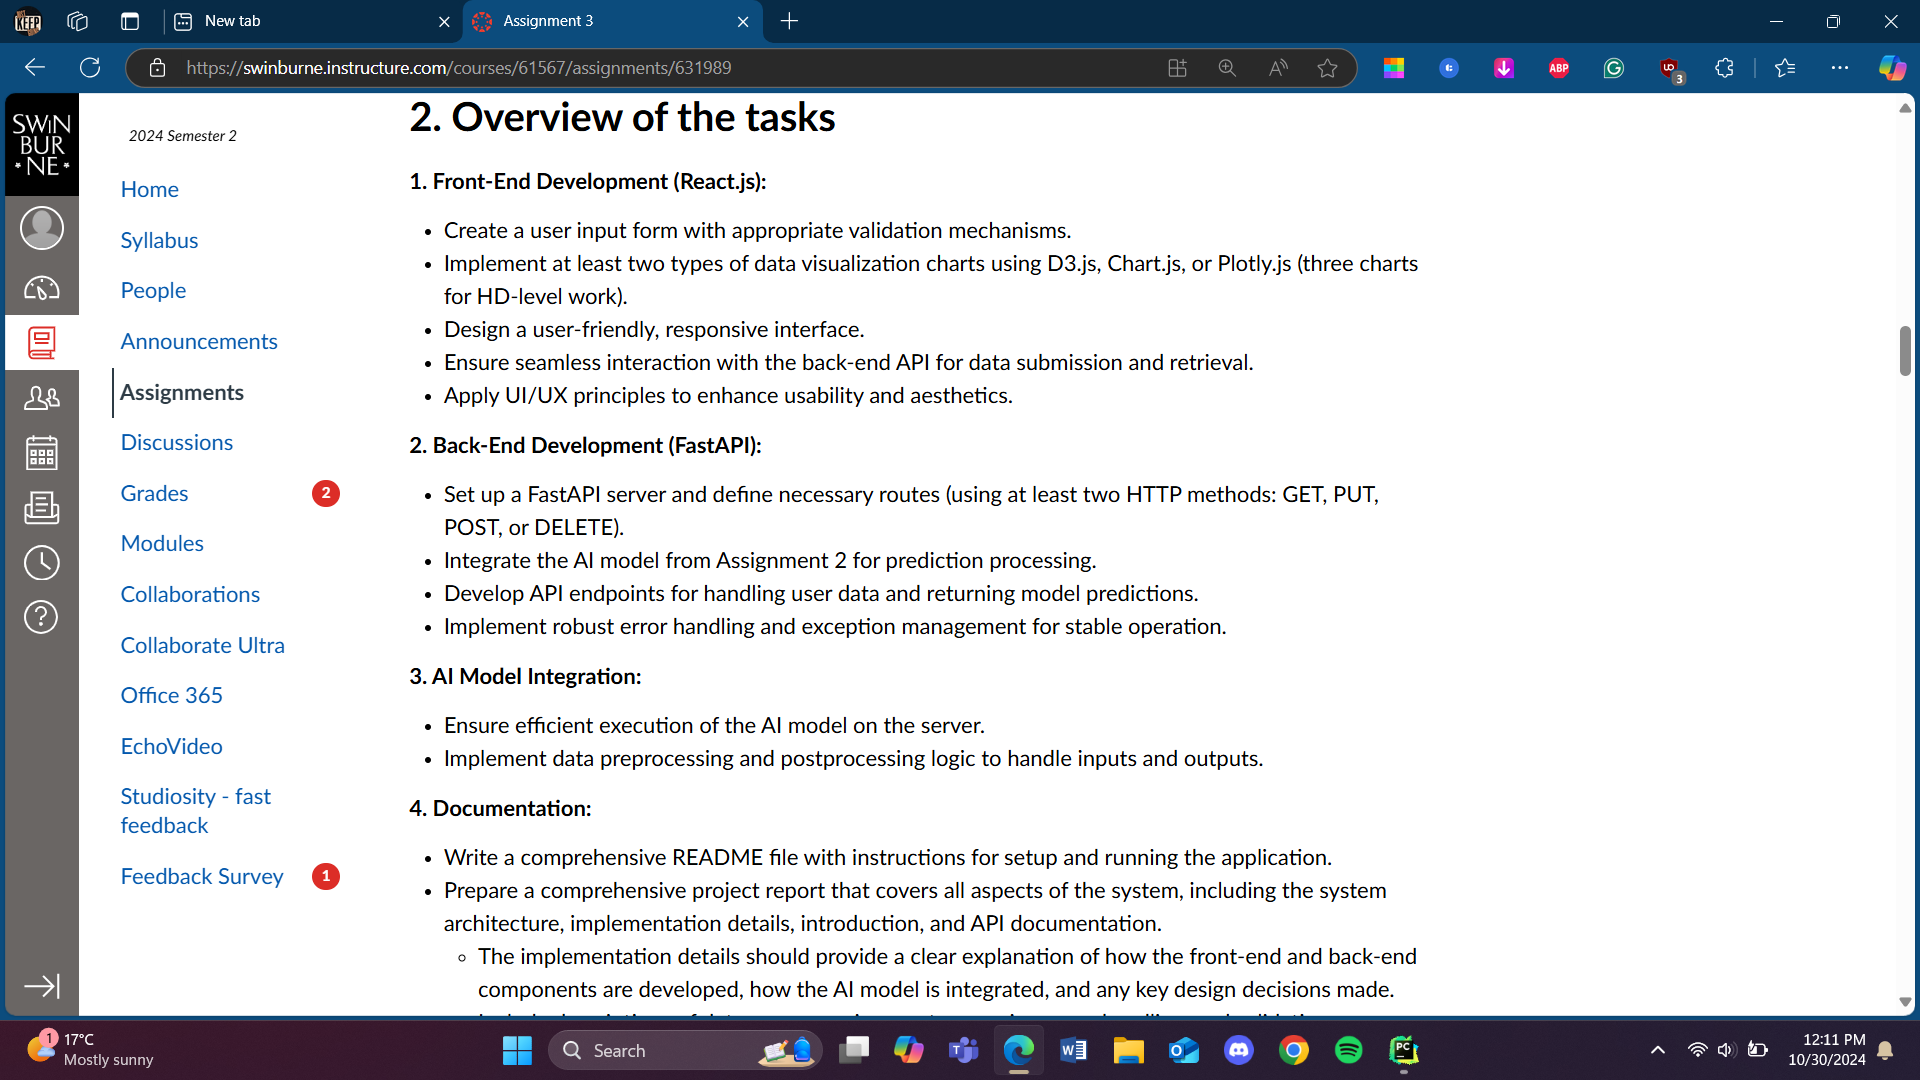 New tab
Assignment 3
https://swinburne.instructure.com/courses/61567/assignments/631989
ABP
3
SWIN
BUR
NE
2024 Semester 2
Home
Syllabus
People
Announcements
Assignments
Discussions
Grades
2
Modules
Collaborations
Collaborate Ultra
Office 365
EchoVideo
Studiosity - fast
feedback
Feedback Survey
1
2. Overview of the tasks
1. Front-End Development (React.js):
• Create a user input form with appropriate validation mechanisms.
• Implement at least two types of data visualization charts using D3.js, Chart.js, or Plotly.js (three charts
for HD-level work).
• Design a user-friendly, responsive interface.
• Ensure seamless interaction with the back-end API for data submission and retrieval.
• Apply UI/UX principles to enhance usability and aesthetics.
2. Back-End Development (FastAPI):
• Set up a FastAPI server and define necessary routes (using at least two HTTP methods: GET, PUT,
POST, or DELETE).
• Integrate the AI model from Assignment 2 for prediction processing.
• Develop API endpoints for handling user data and returning model predictions.
• Implement robust error handling and exception management for stable operation.
3. AI Model Integration:
• Ensure efficient execution of the AI model on the server.
• Implement data preprocessing and postprocessing logic to handle inputs and outputs.
4. Documentation:
• Write a comprehensive README file with instructions for setup and running the application.
• Prepare a comprehensive project report that covers all aspects of the system, including the system
architecture, implementation details, introduction, and API documentation.
◦ The implementation details should provide a clear explanation of how the front-end and back-end
components are developed, how the AI model is integrated, and any key design decisions made.
1
17°C
Mostly sunny
Search
PC
12:11 PM
10/30/2024